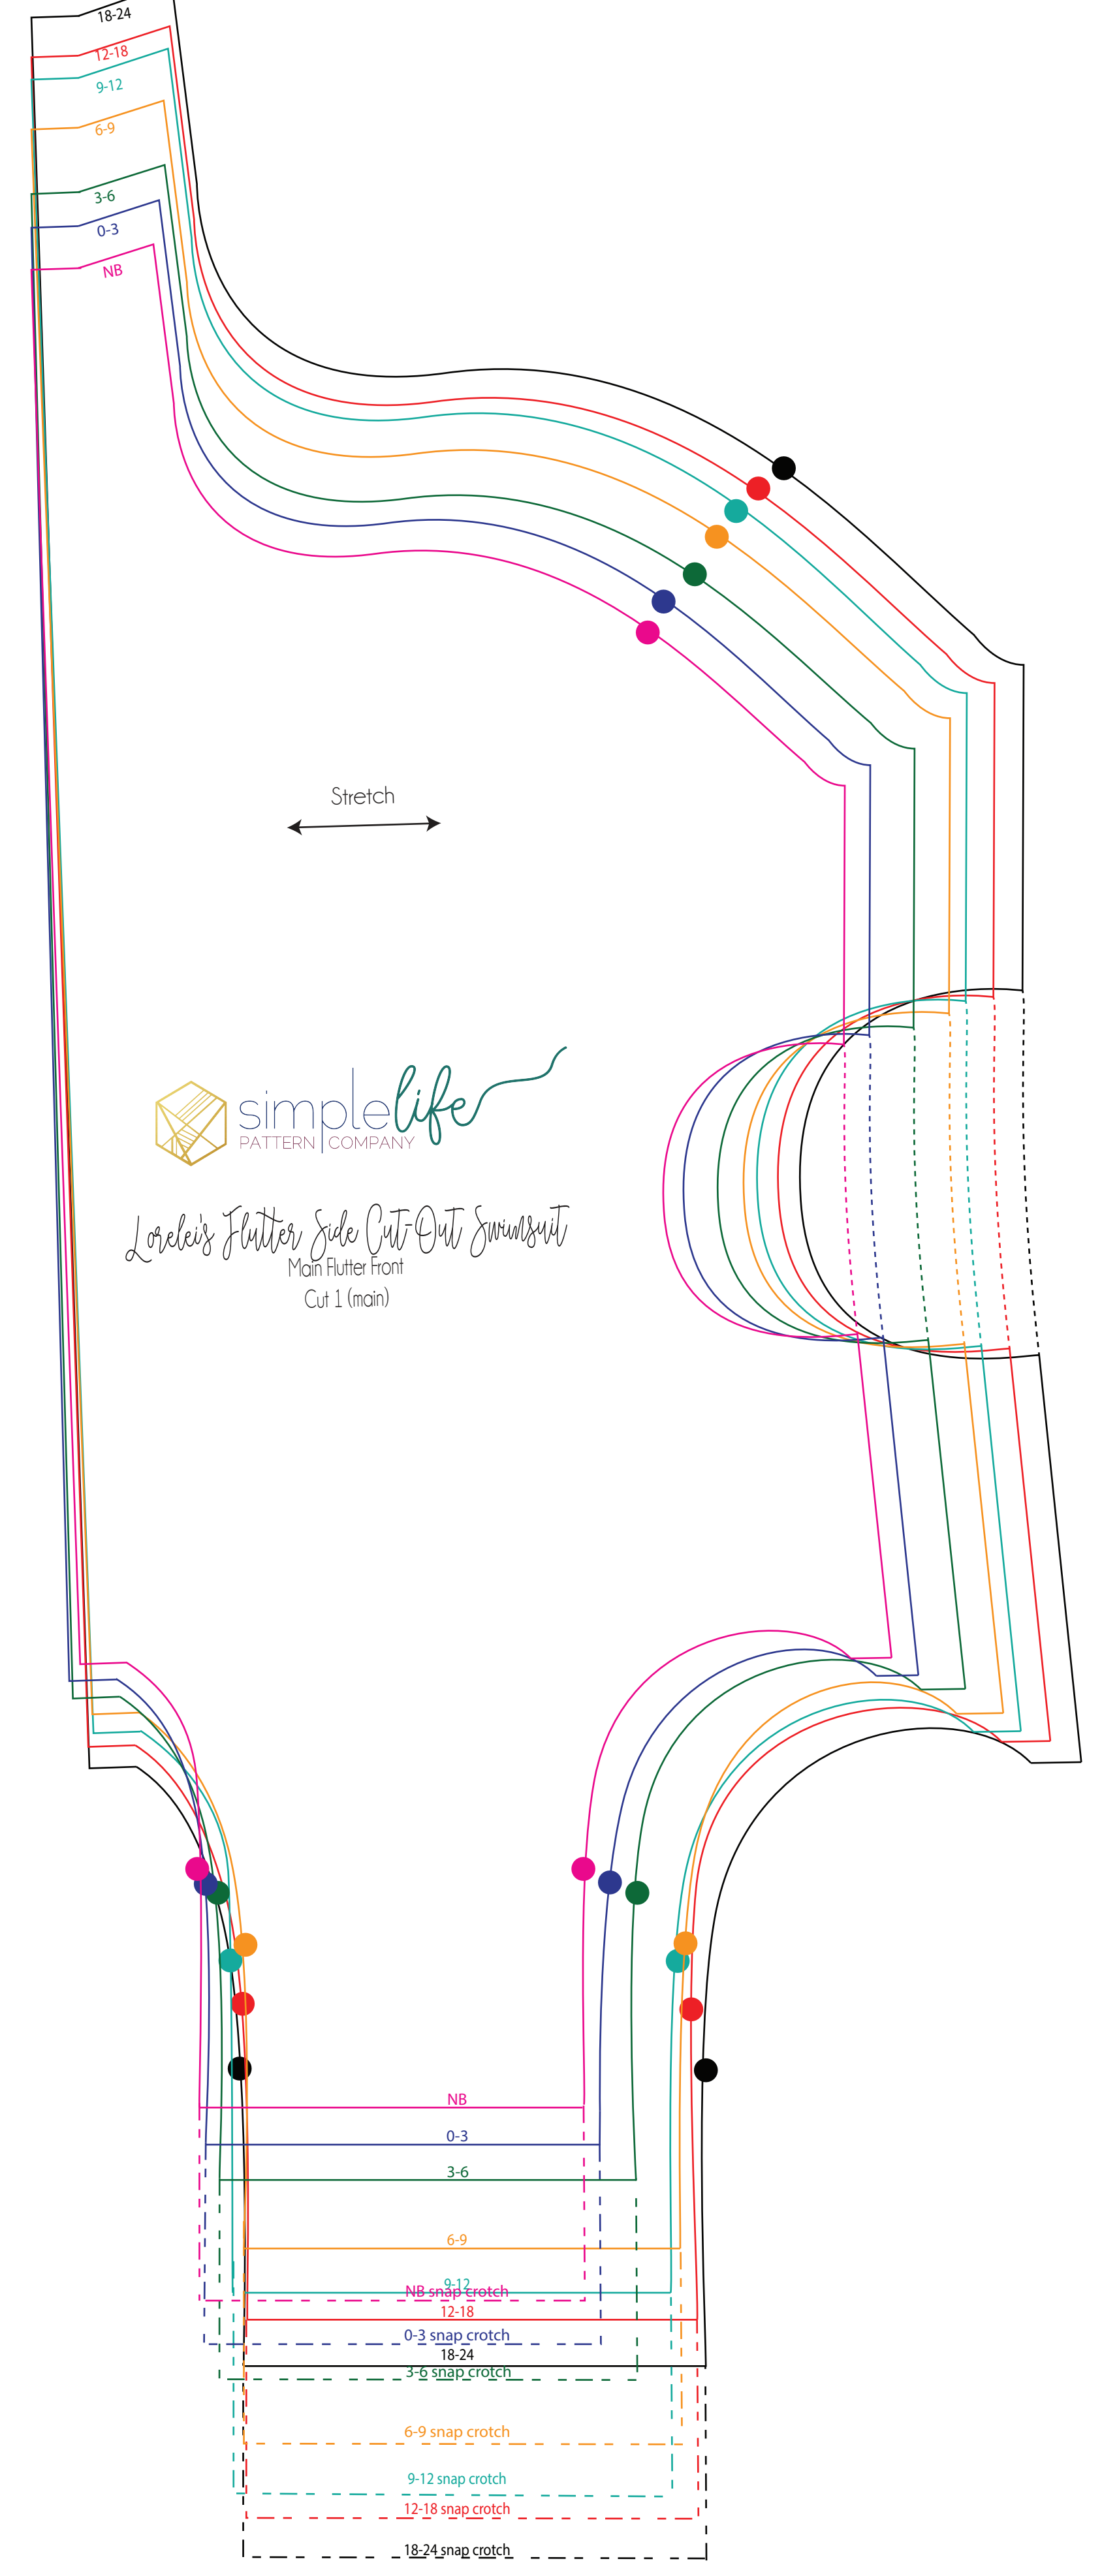 18-24
12-18
9-12
6-9
3-6
0-3
NB
Stretch
simple life
PATTERN COMPANY
Lorelei's Flutter Side Cut-Out Swimsuit
Main Flutter Front
Cut 1 (main)
NB
0-3
3-6
6-9
9-12
NB snap crotch
12-18
0-3 snap crotch
18-24
3-6 snap crotch
6-9 snap crotch
9-12 snap crotch
12-18 snap crotch
18-24 snap crotch